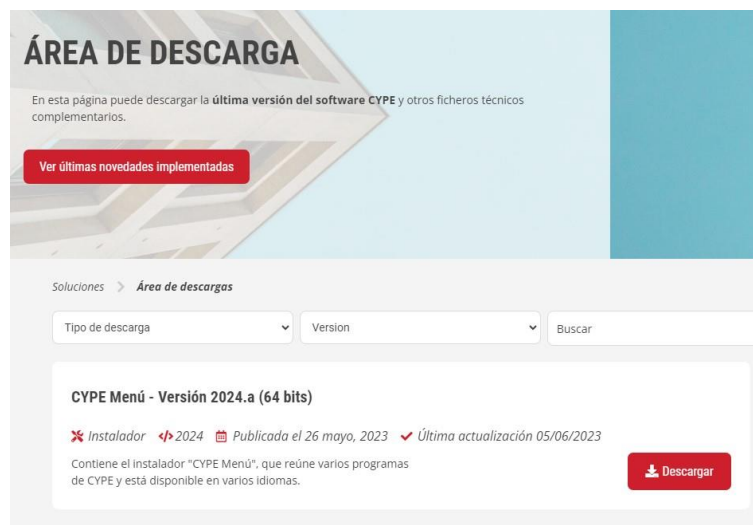 ÁREA DE DESCARGA
En esta página puede descargar la última versión del software CYPE y otros ficheros técnicos
complementarios.
Ver últimas novedades implementadas
Soluciones > Área de descargas
Tipo de descarga
Version
Buscar
CYPE Menú - Versión 2024.a (64 bits)
Instalador </> 2024 Publicada el 26 mayo, 2023 Última actualización 05/06/2023
Contiene el instalador "CYPE Menú", que reúne varios programas
de CYPE y está disponible en varios idiomas.
Descargar